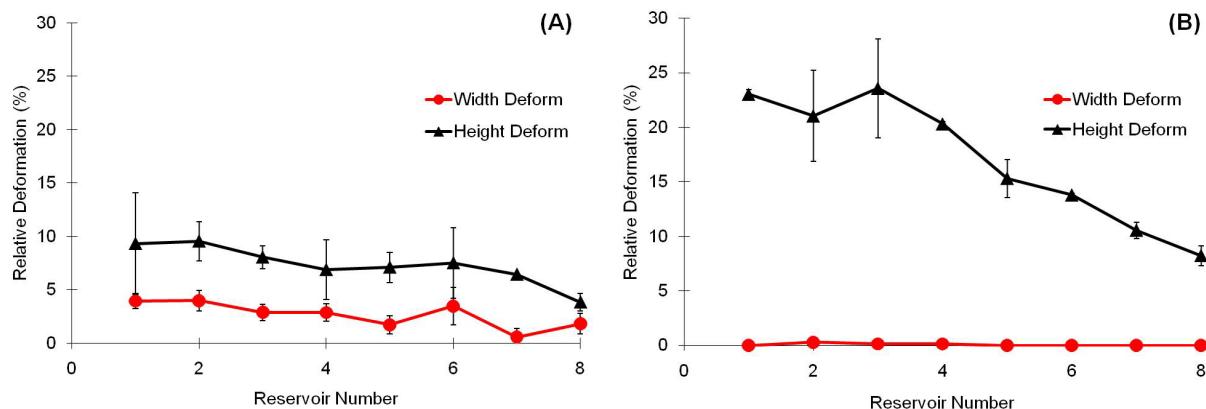 (A)
30
25
20
15
10
5
0
Relative Deformation (%)
Width Deform
Height Deform
0 2 4 6 8
Reservoir Number
(B)
30
25
20
15
10
5
0
Relative Deformation (%)
Width Deform
Height Deform
0 2 4 6 8
Reservoir Number